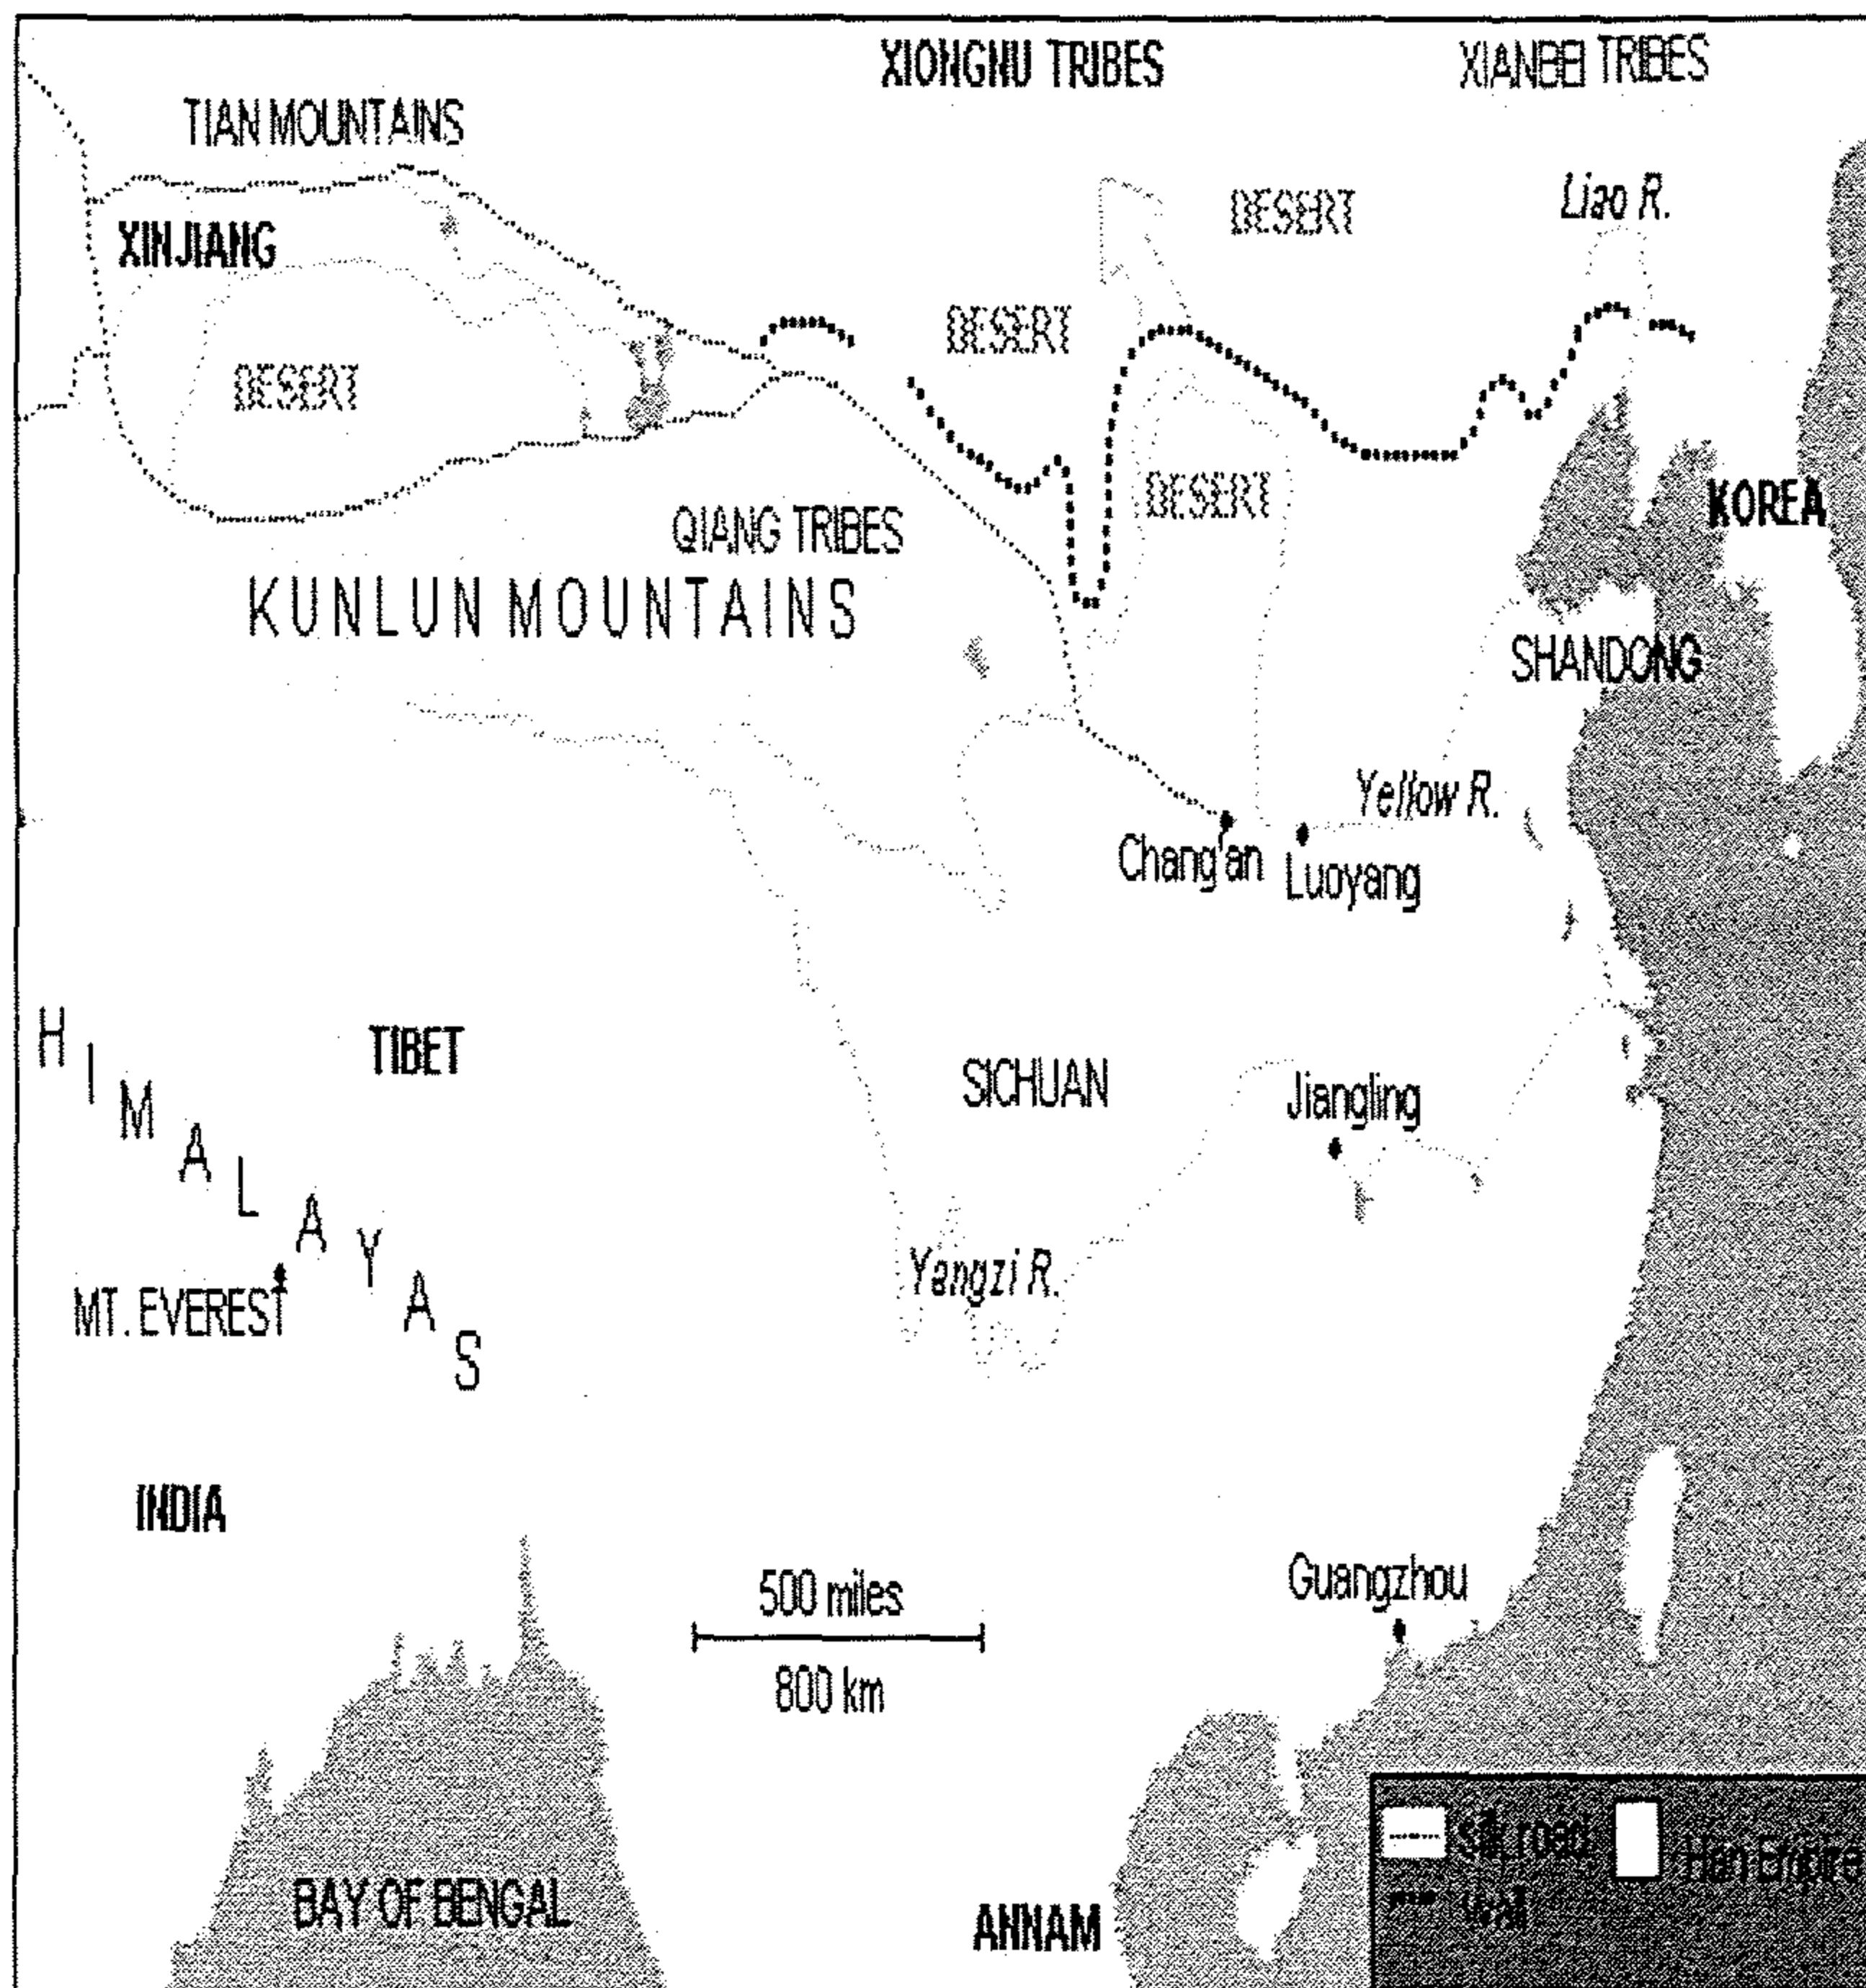 XIONGNU TRIBES
XIANBEI TRIBES
TIAN MOUNTAINS
Liao R.
DESERT
XINJIANG
DESERT
DESERT
DESERT
KOREA
QIANG TRIBES
KUNLUN MOUNTAINS
SHANDONG
Yellow R.
Chang'an
Luoyang
HIMALAYAS
TIBET
SICHUAN
Jiangling
Yangzi R.
MT. EVEREST
INDIA
500 miles
800 km
Guangzhou
Silk road
Han Empire
Wall
BAY OF BENGAL
ANNAM